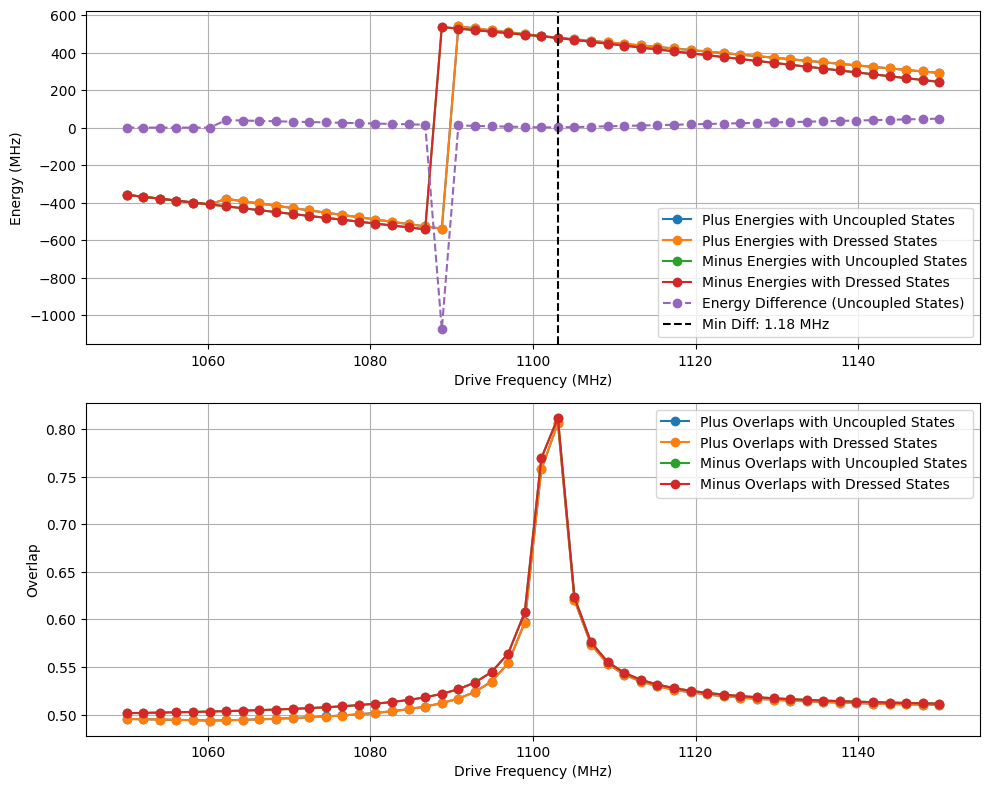 600
400
200
0
−200
−400
−600
−800
−1000
Energy (MHz)
Plus Energies with Uncoupled States
Plus Energies with Dressed States
Minus Energies with Uncoupled States
Minus Energies with Dressed States
Energy Difference (Uncoupled States)
Min Diff: 1.18 MHz
1060 1080 1100 1120 1140
Drive Frequency (MHz)
0.80
0.75
0.70
0.65
0.60
0.55
0.50
Overlap
Plus Overlaps with Uncoupled States
Plus Overlaps with Dressed States
Minus Overlaps with Uncoupled States
Minus Overlaps with Dressed States
1060 1080 1100 1120 1140
Drive Frequency (MHz)